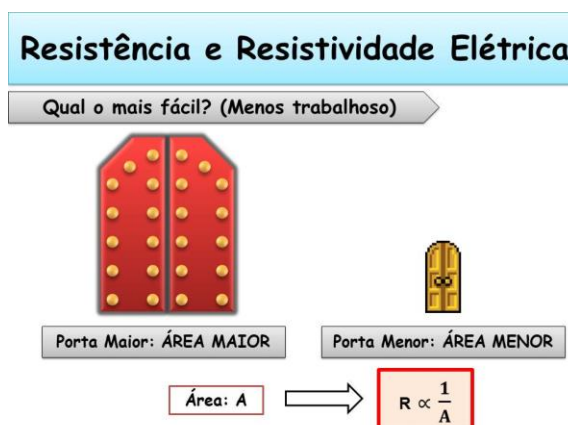 Resistência e Resistividade Elétrica
Qual o mais fácil? (Menos trabalhoso)
Porta Maior: ÁREA MAIOR
Porta Menor: ÁREA MENOR
Área: A
R ∝ 1/A